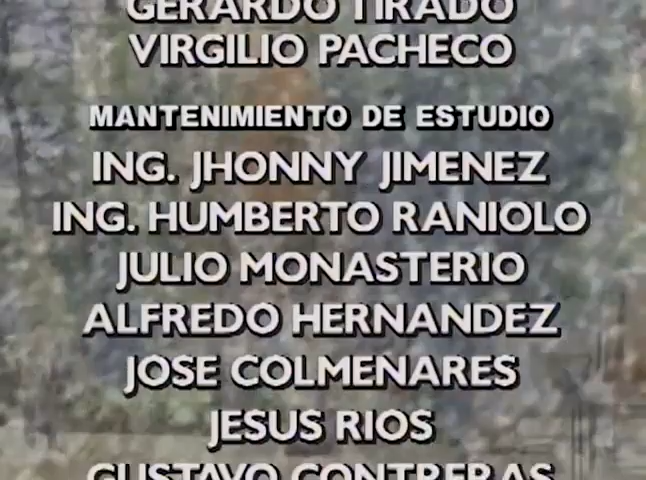 GERARDO TIRADO
VIRGILIO PACHECO
MANTENIMIENTO DE ESTUDIO
ING. JHONNY JIMENEZ
ING. HUMBERTO RANIOLO
JULIO MONASTERIO
ALFREDO HERNANDEZ
JOSE COLMENARES
JESUS RIOS
GUSTAVO CONTRERAS